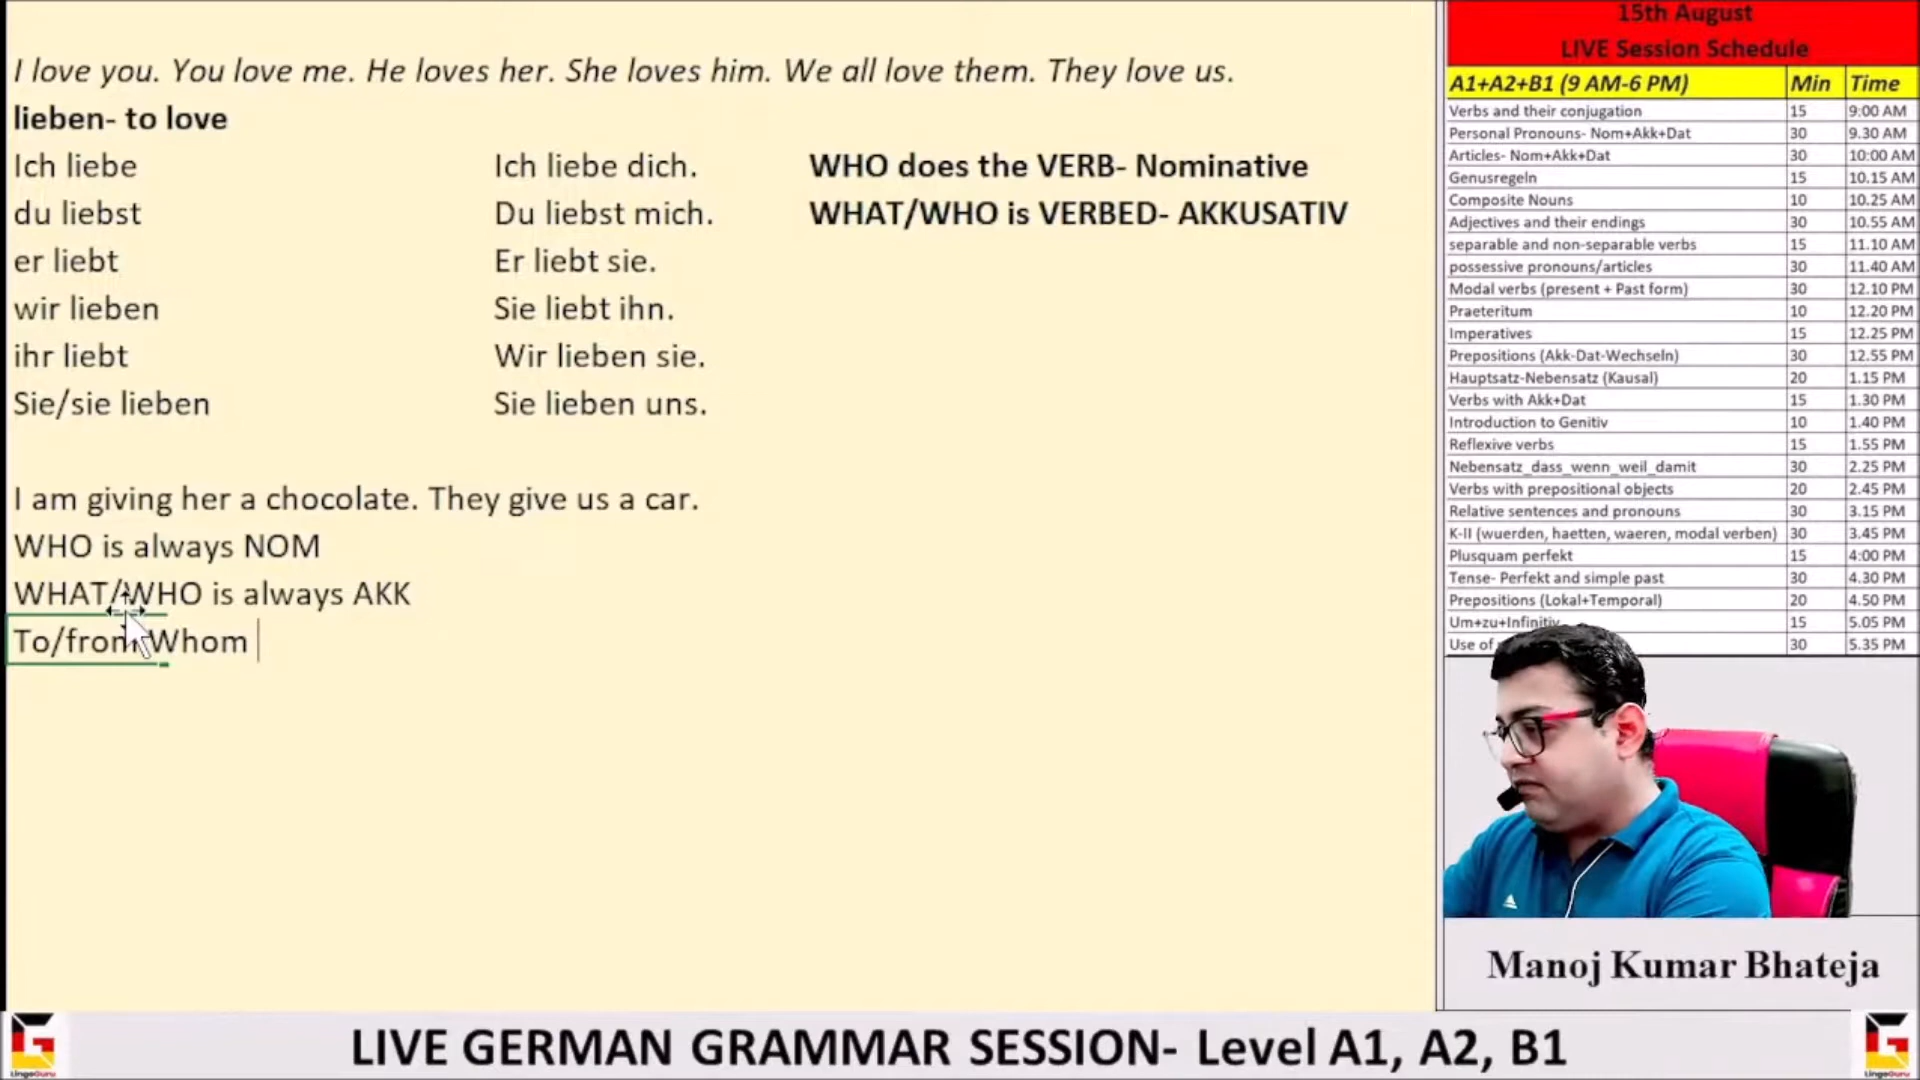 I love you. You love me. He loves her. She loves him. We all love them. They love us.
lieben- to love
Ich liebe
du liebst
er liebt
wir lieben
ihr liebt
Sie/sie lieben
Ich liebe dich.
Du liebst mich.
Er liebt sie.
Sie liebt ihn.
Wir lieben sie.
Sie lieben uns.
WHO does the VERB- Nominative
WHAT/WHO is VERBED- AKKUSATIV
I am giving her a chocolate. They give us a car.
WHO is always NOM
WHAT/WHO is always AKK
To/from Whom
15th August
LIVE Session Schedule
A1+A2+B1 (9 AM-6 PM) Min Time
Verbs and their conjugation 15 9:00 AM
Personal Pronouns- Nom+Akk+Dat 30 9.30 AM
Articles- Nom+Akk+Dat 30 10:00 AM
Genusregeln 15 10.15 AM
Composite Nouns 10 10.25 AM
Adjectives and their endings 30 10.55 AM
separable and non-separable verbs 15 11.10 AM
possessive pronouns/articles 30 11.40 AM
Modal verbs (present + Past form) 30 12.10 PM
Praeteritum 10 12.20 PM
Imperatives 15 12.25 PM
Prepositions (Akk-Dat-Wechseln) 30 12.55 PM
Hauptsatz-Nebensatz (Kausal) 20 1.15 PM
Verbs with Akk+Dat 15 1.30 PM
Introduction to Genitiv 10 1.40 PM
Reflexive verbs 15 1.55 PM
Nebensatz_dass_wenn_weil_damit 30 2.25 PM
Verbs with prepositional objects 20 2.45 PM
Relative sentences and pronouns 30 3.15 PM
K-II (wuerden, haetten, waeren, modal verben) 30 3.45 PM
Plusquam perfekt 15 4:00 PM
Tense- Perfekt and simple past 30 4.30 PM
Prepositions (Lokal+Temporal) 20 4.50 PM
Um+zu+Infinitiv 15 5.05 PM
Use of 30 5.35 PM
Manoj Kumar Bhateja
LingoGuru
LIVE GERMAN GRAMMAR SESSION- Level A1, A2, B1
LingoGuru